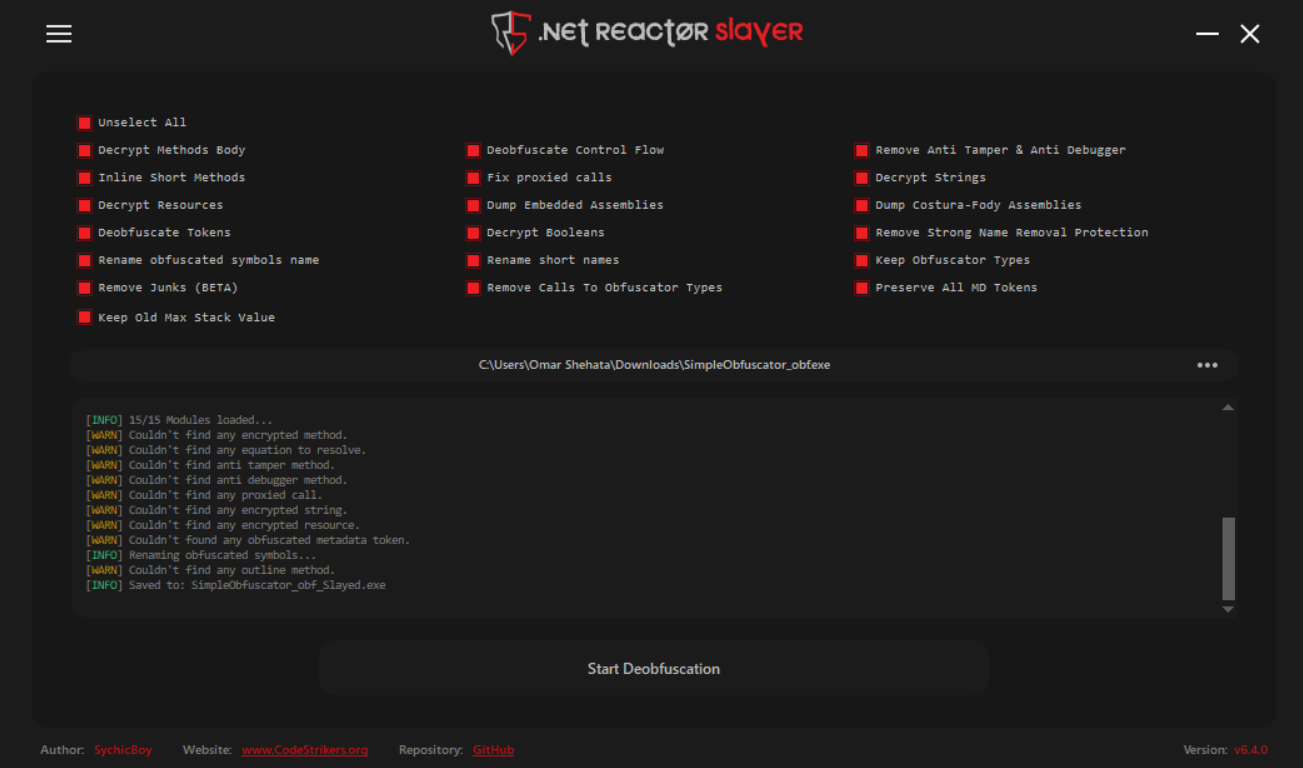 .NET REACTØR SLAYER
Unselect All
Decrypt Methods Body Deobfuscate Control Flow Remove Anti Tamper & Anti Debugger
Inline Short Methods Fix proxied calls Decrypt Strings
Decrypt Resources Dump Embedded Assemblies Dump Costura-Fody Assemblies
Deobfuscate Tokens Decrypt Booleans Remove Strong Name Removal Protection
Rename obfuscated symbols name Rename short names Keep Obfuscator Types
Remove Junks (BETA) Remove Calls To Obfuscator Types Preserve All MD Tokens
Keep Old Max Stack Value
C:\Users\Omar Shehata\Downloads\SimpleObfuscator_obf.exe
[INFO] 15/15 Modules loaded...
[WARN] Couldn't find any encrypted method.
[WARN] Couldn't find any equation to resolve.
[WARN] Couldn't find anti tamper method.
[WARN] Couldn't find anti debugger method.
[WARN] Couldn't find any proxied call.
[WARN] Couldn't find any encrypted string.
[WARN] Couldn't find any encrypted resource.
[WARN] Couldn't found any obfuscated metadata token.
[INFO] Renaming obfuscated symbols...
[WARN] Couldn't find any outline method.
[INFO] Saved to: SimpleObfuscator_obf_Slayed.exe
Start Deobfuscation
Author: SychicBoy Website: www.CodeStrikers.org Repository: GitHub Version: v6.4.0